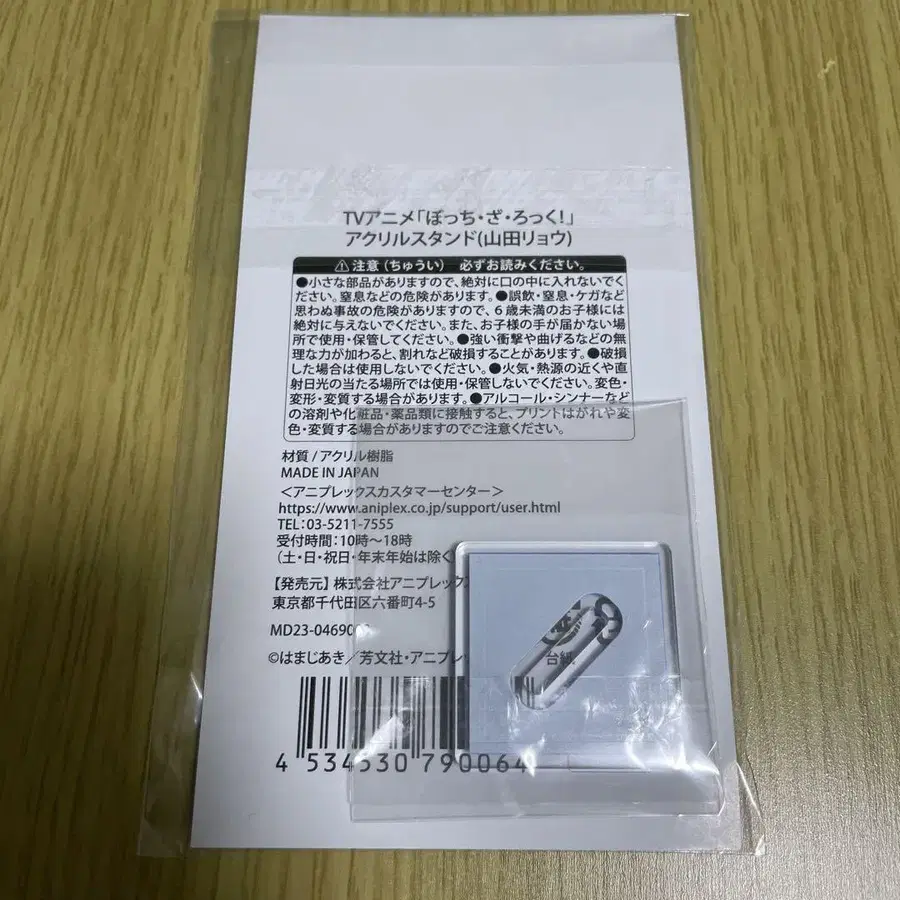 TVアニメ「ぼっち・ざ・ろっく!」
アクリルスタンド(山田リョウ)
注意（ちゅうい） 必ずお読みください。
●小さな部品がありますので、絶対に口の中に入れないでく
ださい。窒息などの危険があります。●誤飲・窒息・ケガなど
思わぬ事故の危険がありますので、6歳未満のお子様には
絶対に与えないでください。また、お子様の手が届かない場
所で使用・保管してください。●強い衝撃や曲げるなどの無
理な力が加わると、割れなど破損することがあります。●破損
した場合は使用しないでください。●火気・熱源の近くや直
射日光の当たる場所では使用・保管しないでください。変色・
変形・変質する場合があります。●アルコール・シンナーなど
の溶剤や化粧品・薬品類に接触すると、プリントはがれや変
色・変質する場合がありますのでご注意ください。
材質 / アクリル樹脂
MADE IN JAPAN
＜アニプレックスカスタマーセンター＞
https://www.aniplex.co.jp/support/user.html
TEL：03-5211-7555
受付時間：10時〜18時
(土・日・祝日・年末年始は除く
【発売元】株式会社アニプレック
東京都千代田区六番町4-5
MD23-0469
©はまじあき／芳文社・アニプレ
台紙
4 534530 790064